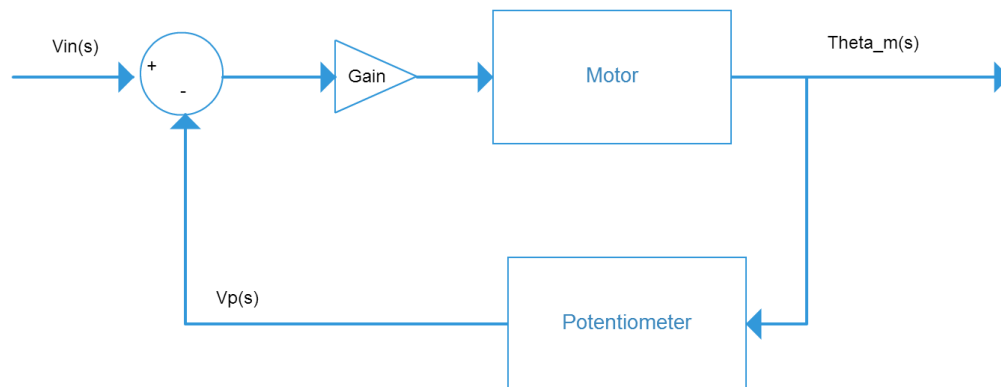 Vin(s)
Theta_m(s)
+
-
Gain
Motor
Vp(s)
Potentiometer